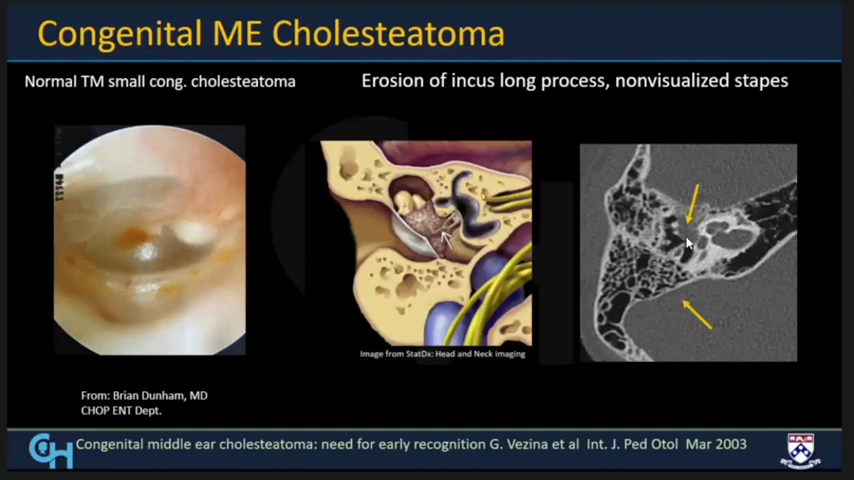 Congenital ME Cholesteatoma
Normal TM small cong. cholesteatoma
Erosion of incus long process, nonvisualized stapes
Image from StatDx: Head and Neck imaging
From: Brian Dunham, MD
CHOP ENT Dept.
CH
Congenital middle ear cholesteatoma: need for early recognition G. Vezina et al Int. J. Ped Otol Mar 2003